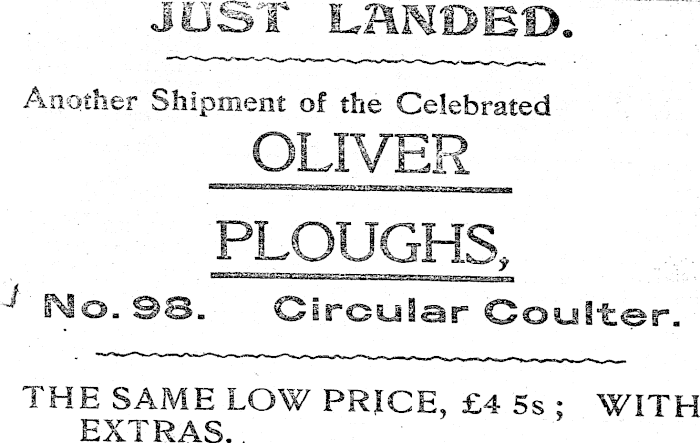 JUST LANDED.
Another Shipment of the Celebrated
OLIVER
PLOUGHS,
No. 98. Circular Coulter.
THE SAME LOW PRICE, £4 5s; WITH
EXTRAS.